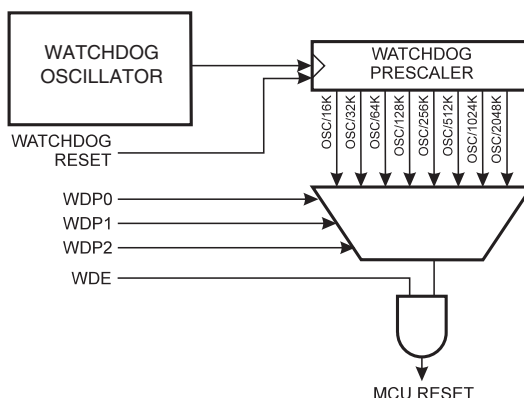 WATCHDOG
OSCILLATOR
WATCHDOG
PRESCALER
WATCHDOG
RESET
OSC/16K
OSC/32K
OSC/64K
OSC/128K
OSC/256K
OSC/512K
OSC/1024K
OSC/2048K
WDP0
WDP1
WDP2
WDE
MCU RESET